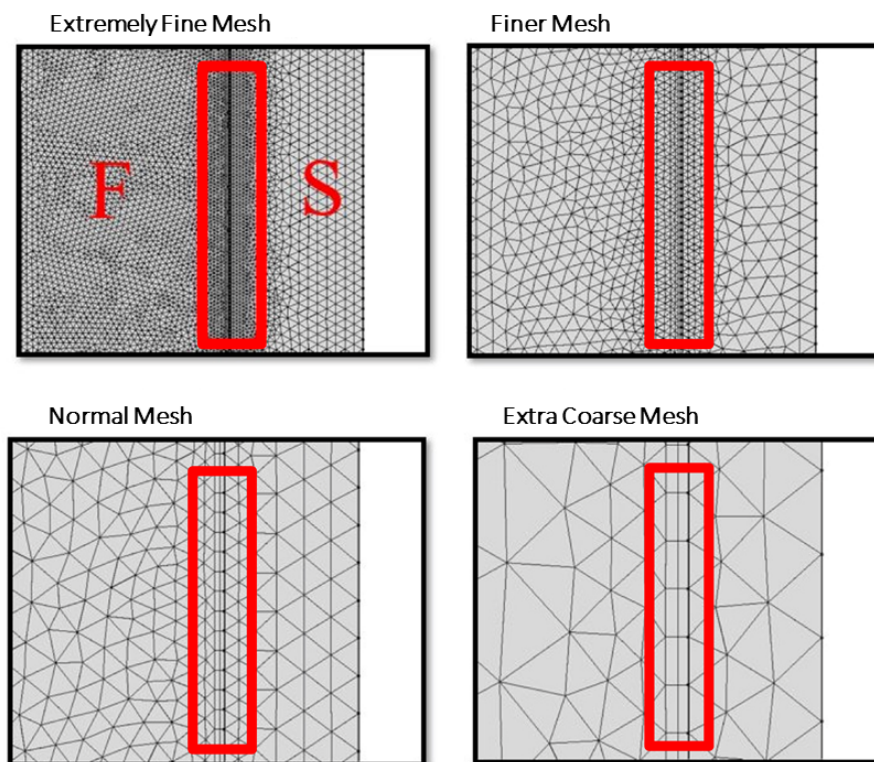 Extremely Fine Mesh
Finer Mesh
F
S
Normal Mesh
Extra Coarse Mesh